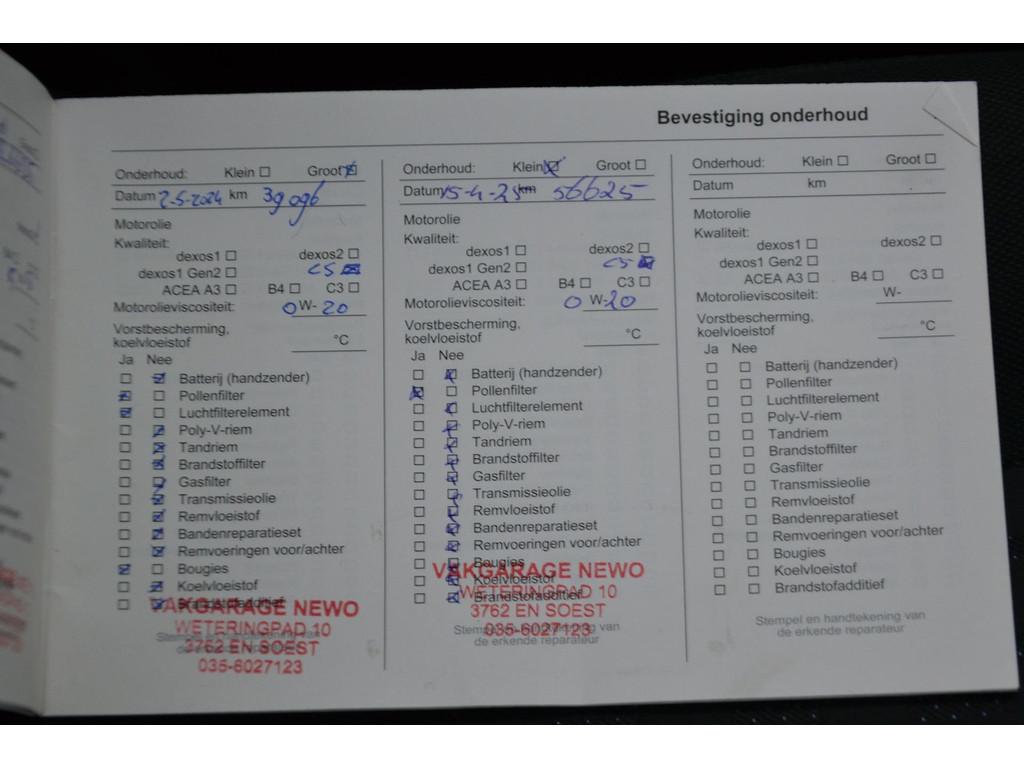 Bevestiging onderhoud
Onderhoud: Klein Groot
Datum 2-5-2024 km 39096
Motorolie
Kwaliteit:
dexos1 dexos2
dexos1 Gen2 C5
ACEA A3 B4 C3
Motorolieviscositeit: 0 W- 20
Vorstbescherming,
koelvloeistof °C
Ja Nee
Batterij (handzender)
Pollenfilter
Luchtfilterelement
Poly-V-riem
Tandriem
Brandstoffilter
Gasfilter
Transmissieolie
Remvloeistof
Bandenreparatieset
Remvoeringen voor/achter
Bougies
Koelvloeistof
Brandstofadditief
VAKGARAGE NEWO
WETERINGPAD 10
3762 EN SOEST
035-6027123
Onderhoud: Klein Groot
Datum 15-4-25 km 56625
Motorolie
Kwaliteit:
dexos1 dexos2
dexos1 Gen2 C5
ACEA A3 B4 C3
Motorolieviscositeit: 0 W- 20
Vorstbescherming,
koelvloeistof °C
Ja Nee
Batterij (handzender)
Pollenfilter
Luchtfilterelement
Poly-V-riem
Tandriem
Brandstoffilter
Gasfilter
Transmissieolie
Remvloeistof
Bandenreparatieset
Remvoeringen voor/achter
Bougies
Koelvloeistof
Brandstofadditief
VAKGARAGE NEWO
WETERINGPAD 10
3762 EN SOEST
035-6027123
de erkende reparateur
Onderhoud: Klein Groot
Datum km
Motorolie
Kwaliteit:
dexos1 dexos2
dexos1 Gen2
ACEA A3 B4 C3
Motorolieviscositeit: W-
Vorstbescherming,
koelvloeistof °C
Ja Nee
Batterij (handzender)
Pollenfilter
Luchtfilterelement
Poly-V-riem
Tandriem
Brandstoffilter
Gasfilter
Transmissieolie
Remvloeistof
Bandenreparatieset
Remvoeringen voor/achter
Bougies
Koelvloeistof
Brandstofadditief
Stempel en handtekening van
de erkende reparateur